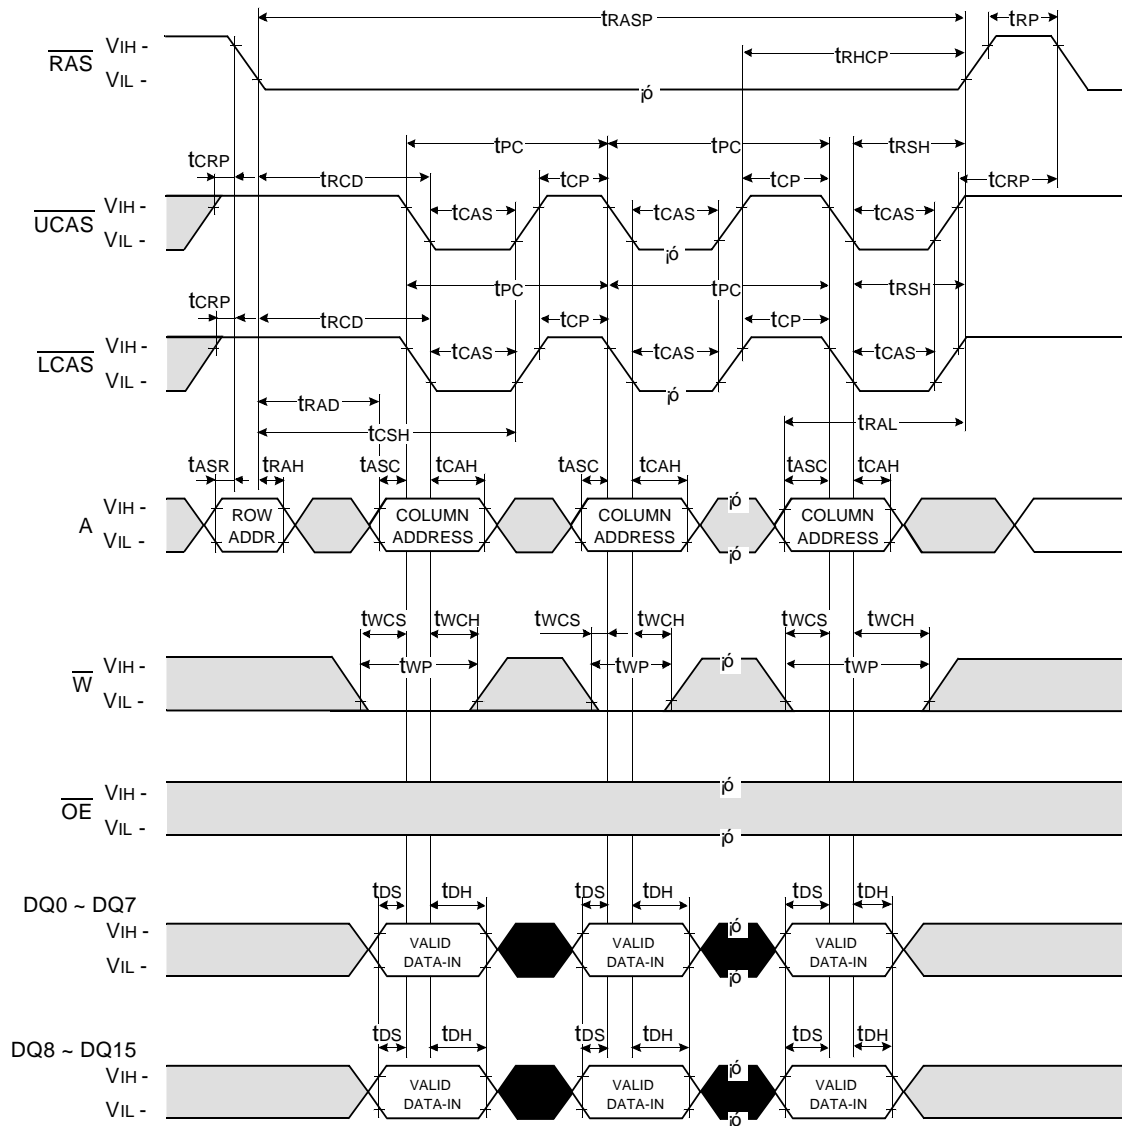 tRASP
tRP
RAS
VIH -
VIL -
tRHCP
¡ó
tCRP
tRCD
tPC
tPC
tRSH
tCP
tCP
tCRP
UCAS
VIH -
VIL -
tCAS
tCAS
tCAS
¡ó
tCRP
tRCD
tPC
tPC
tRSH
tCP
tCP
LCAS
VIH -
VIL -
tCAS
tCAS
tCAS
¡ó
tRAD
tCSH
tRAL
tASR
tRAH
tASC
tCAH
tASC
tCAH
tASC
tCAH
A
VIH -
VIL -
ROW
ADDR
COLUMN
ADDRESS
COLUMN
ADDRESS
¡ó
¡ó
COLUMN
ADDRESS
tWCS
tWCH
tWCS
tWCH
tWCS
tWCH
W
VIH -
VIL -
tWP
tWP
¡ó
tWP
OE
VIH -
VIL -
¡ó
¡ó
DQ0 ~ DQ7
tDS
tDH
tDS
tDH
tDS
tDH
VIH -
VIL -
VALID
DATA-IN
VALID
DATA-IN
¡ó
¡ó
VALID
DATA-IN
DQ8 ~ DQ15
tDS
tDH
tDS
tDH
tDS
tDH
VIH -
VIL -
VALID
DATA-IN
VALID
DATA-IN
¡ó
¡ó
VALID
DATA-IN